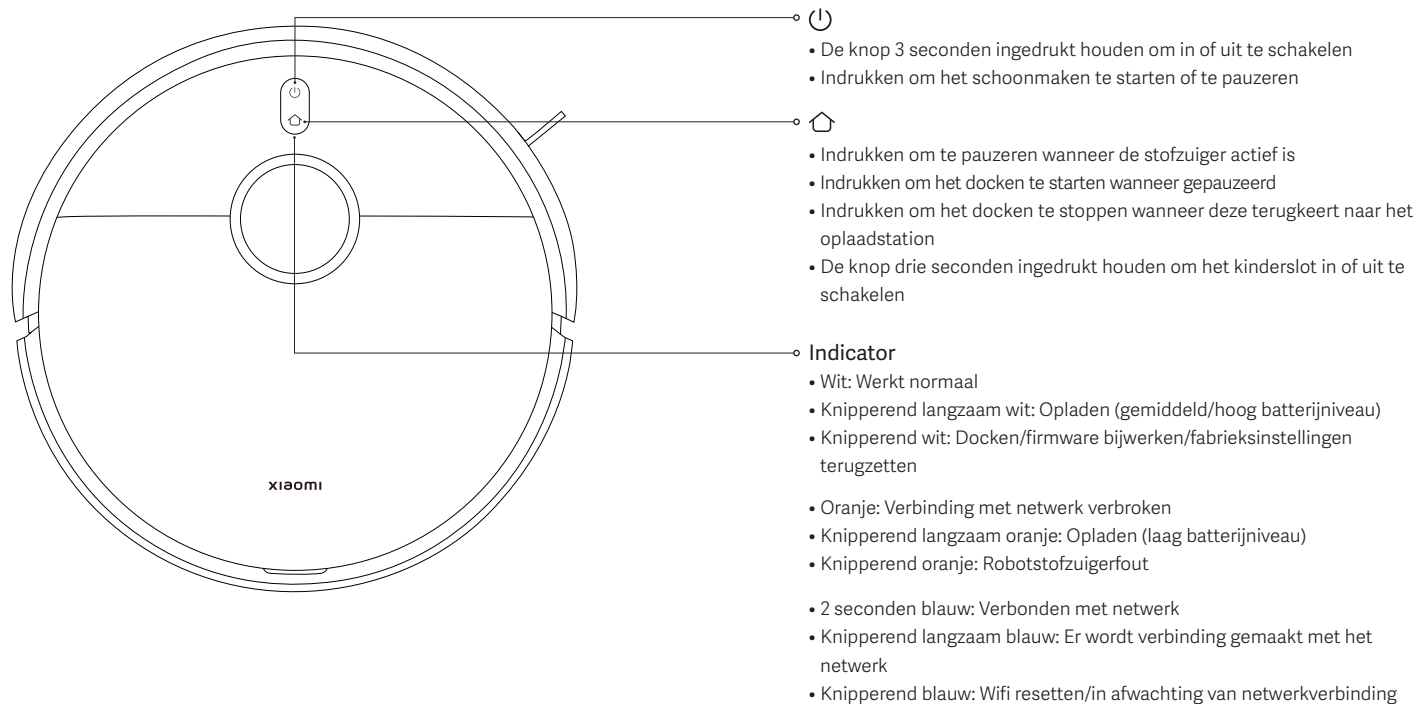 • De knop 3 seconden ingedrukt houden om in of uit te schakelen
• Indrukken om het schoonmaken te starten of te pauzeren
• Indrukken om te pauzeren wanneer de stofzuiger actief is
• Indrukken om het docken te starten wanneer gepauzeerd
• Indrukken om het docken te stoppen wanneer deze terugkeert naar het
oplaadstation
• De knop drie seconden ingedrukt houden om het kinderslot in of uit te
schakelen
Indicator
• Wit: Werkt normaal
• Knipperend langzaam wit: Opladen (gemiddeld/hoog batterijniveau)
• Knipperend wit: Docken/firmware bijwerken/fabrieksinstellingen
terugzetten
• Oranje: Verbinding met netwerk verbroken
• Knipperend langzaam oranje: Opladen (laag batterijniveau)
• Knipperend oranje: Robotstofzuigerfout
• 2 seconden blauw: Verbonden met netwerk
• Knipperend langzaam blauw: Er wordt verbinding gemaakt met het
netwerk
• Knipperend blauw: Wifi resetten/in afwachting van netwerkverbinding
xiaomi